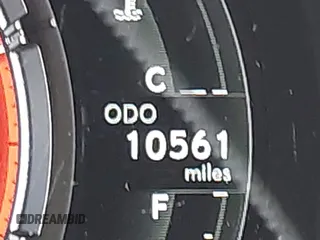 C
ODO
10561
miles
F
DREAMBID